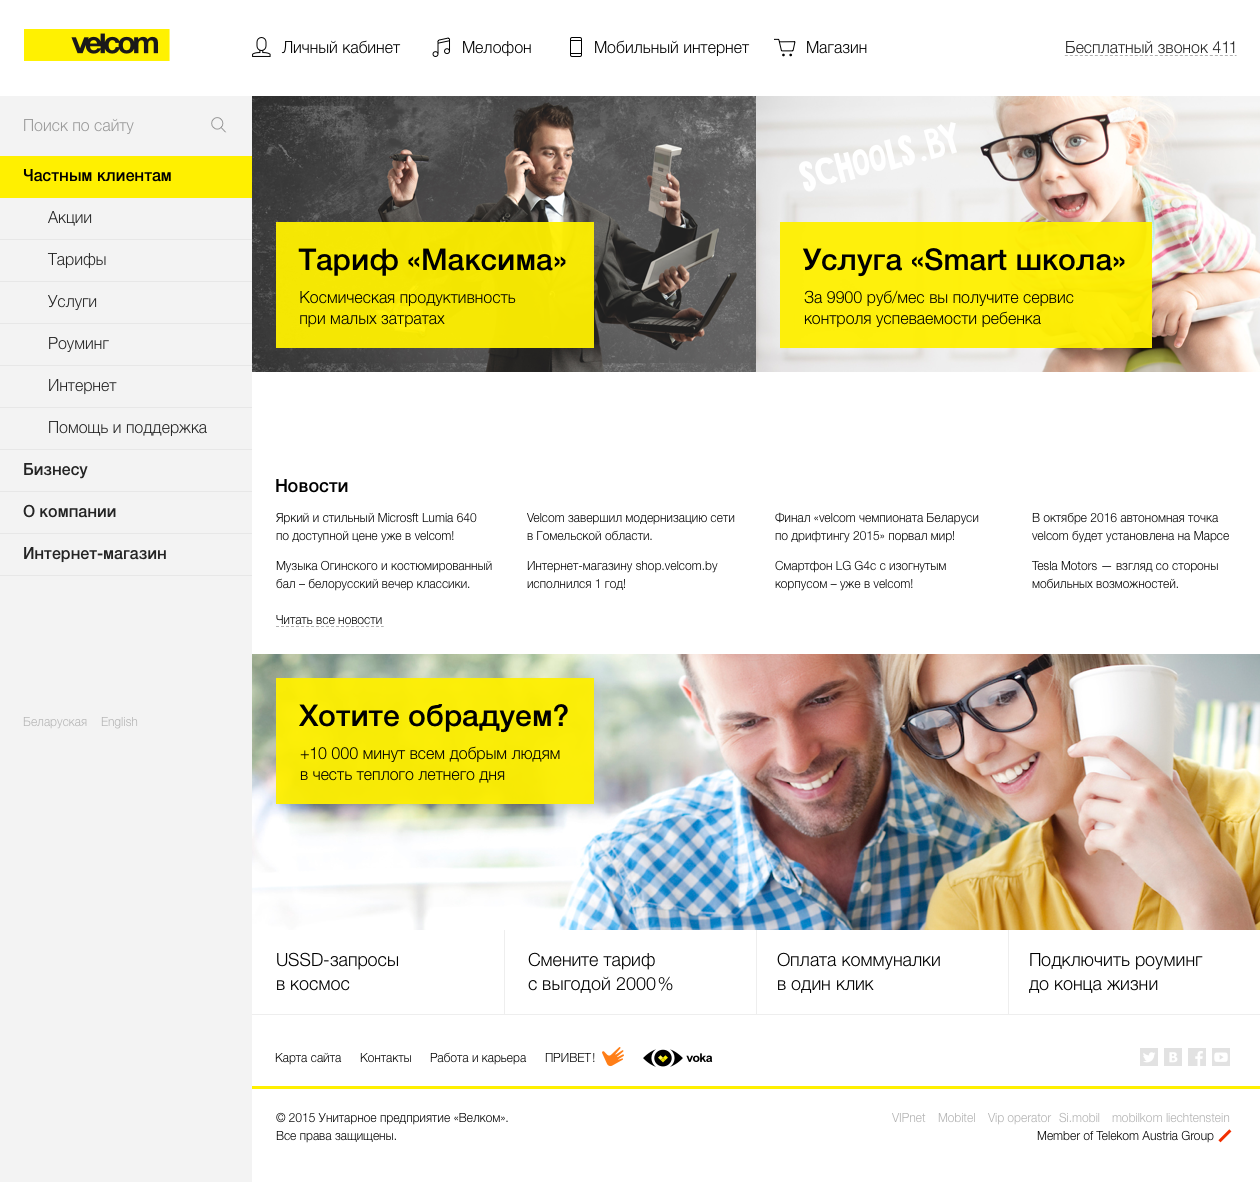 velcom
Личный кабинет
Мелофон
Мобильный интернет
Магазин
Бесплатный звонок 411
Поиск по сайту
Частным клиентам
Акции
Тарифы
Услуги
Роуминг
Интернет
Помощь и поддержка
Бизнесу
О компании
Интернет-магазин
Беларуская English
Тариф «Максима»
Космическая продуктивность
при малых затратах
SCHOOLS.BY
Услуга «Smart школа»
За 9900 руб/мес вы получите сервис
контроля успеваемости ребенка
Новости
Яркий и стильный Microsft Lumia 640
по доступной цене уже в velcom!
Музыка Огинского и костюмированный
бал – белорусский вечер классики.
Velcom завершил модернизацию сети
в Гомельской области.
Интернет-магазину shop.velcom.by
исполнился 1 год!
Финал «velcom чемпионата Беларуси
по дрифтингу 2015» порвал мир!
Смартфон LG G4c с изогнутым
корпусом – уже в velcom!
В октябре 2016 автономная точка
velcom будет установлена на Марсе
Tesla Motors — взгляд со стороны
мобильных возможностей.
Читать все новости
Хотите обрадуем?
+10 000 минут всем добрым людям
в честь теплого летнего дня
USSD-запросы
в космос
Смените тариф
с выгодой 2000%
Оплата коммуналки
в один клик
Подключить роуминг
до конца жизни
Карта сайта
Контакты
Работа и карьера
ПРИВЕТ!
voka
© 2015 Унитарное предприятие «Велком».
Все права защищены.
VIPnet Mobitel Vip operator Si.mobil mobilkom liechtenstein
Member of Telekom Austria Group